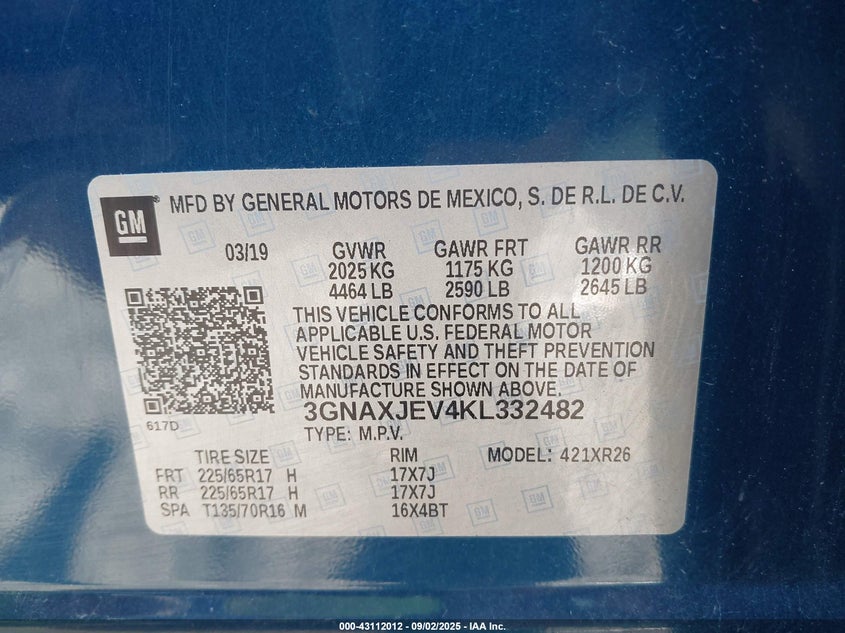 GM MFD BY GENERAL MOTORS DE MEXICO, S. DE R.L. DE C.V.
03/19 GVWR GAWR FRT GAWR RR
2025 KG 1175 KG 1200 KG
4464 LB 2590 LB 2645 LB
THIS VEHICLE CONFORMS TO ALL
APPLICABLE U.S. FEDERAL MOTOR
VEHICLE SAFETY AND THEFT PREVENTION
STANDARDS IN EFFECT ON THE DATE OF
MANUFACTURE SHOWN ABOVE.
3GNAXJEV4KL332482
617D
TYPE: M.P.V.
TIRE SIZE RIM MODEL: 421XR26
FRT 225/65R17 H 17X7J
RR 225/65R17 H 17X7J
SPA T135/70R16 M 16X4BT
000-43112012 - 09/02/2025 - IAA Inc.